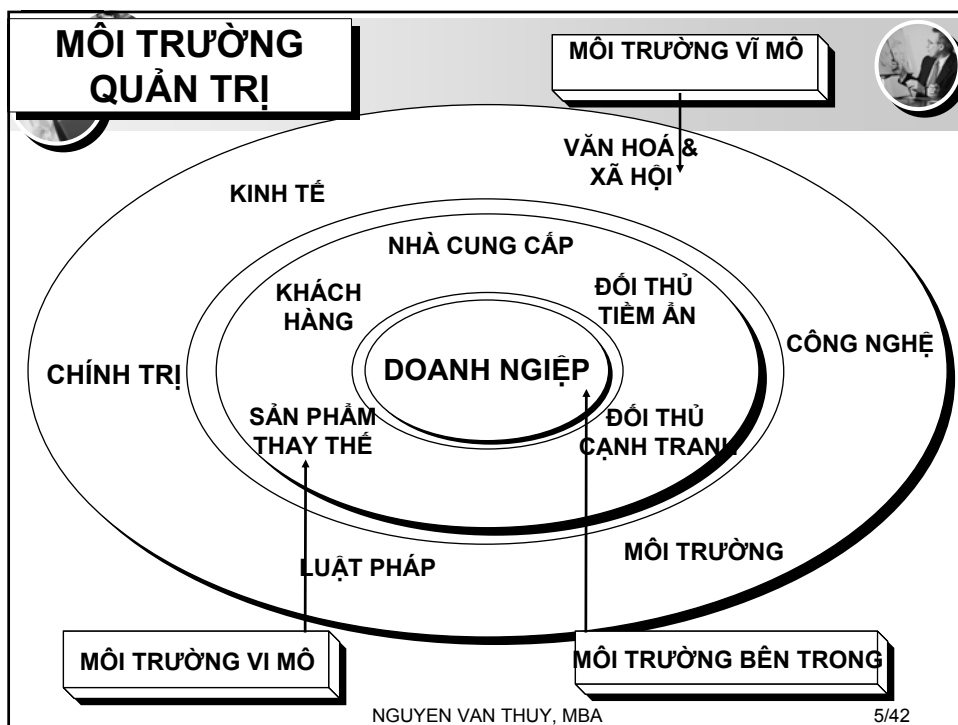 MÔI TRƯỜNG
QUẢN TRỊ
MÔI TRƯỜNG VĨ MÔ
VĂN HOÁ &
XÃ HỘI
KINH TẾ
NHÀ CUNG CẤP
KHÁCH
HÀNG
ĐỐI THỦ
TIỀM ẨN
CÔNG NGHỆ
CHÍNH TRỊ
DOANH NGIỆP
SẢN PHẨM
THAY THẾ
ĐỐI THỦ
CẠNH TRANH
MÔI TRƯỜNG
LUẬT PHÁP
MÔI TRƯỜNG VI MÔ
MÔI TRƯỜNG BÊN TRONG
NGUYEN VAN THUY, MBA
5/42